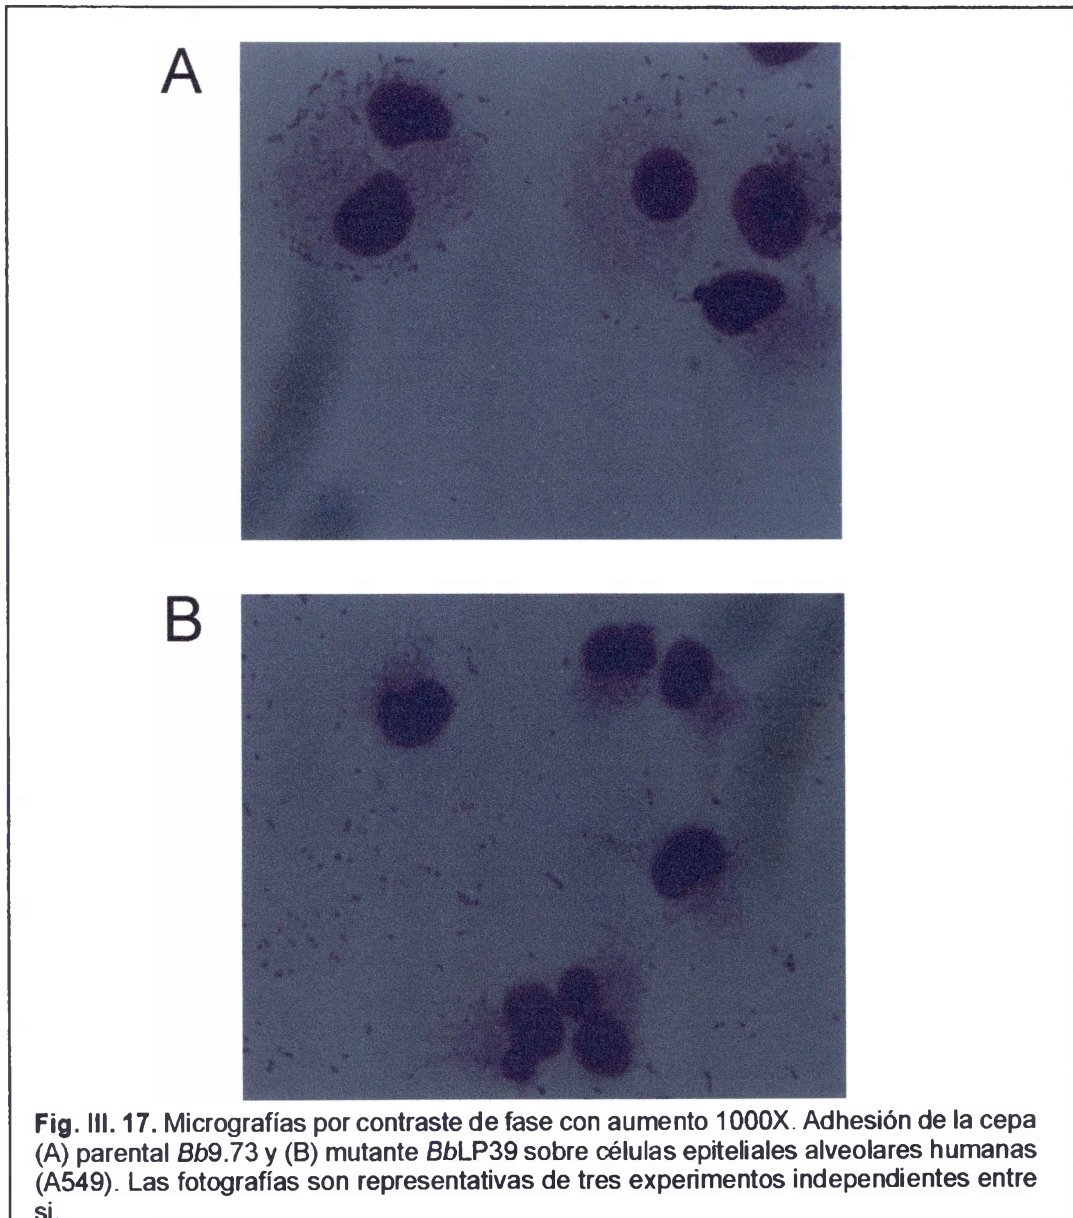 A
B
Fig. III. 17. Micrografías por contraste de fase con aumento 1000X. Adhesión de la cepa
(A) parental Bb9.73 y (B) mutante BbLP39 sobre células epiteliales alveolares humanas
(A549). Las fotografías son representativas de tres experimentos independientes entre
si.